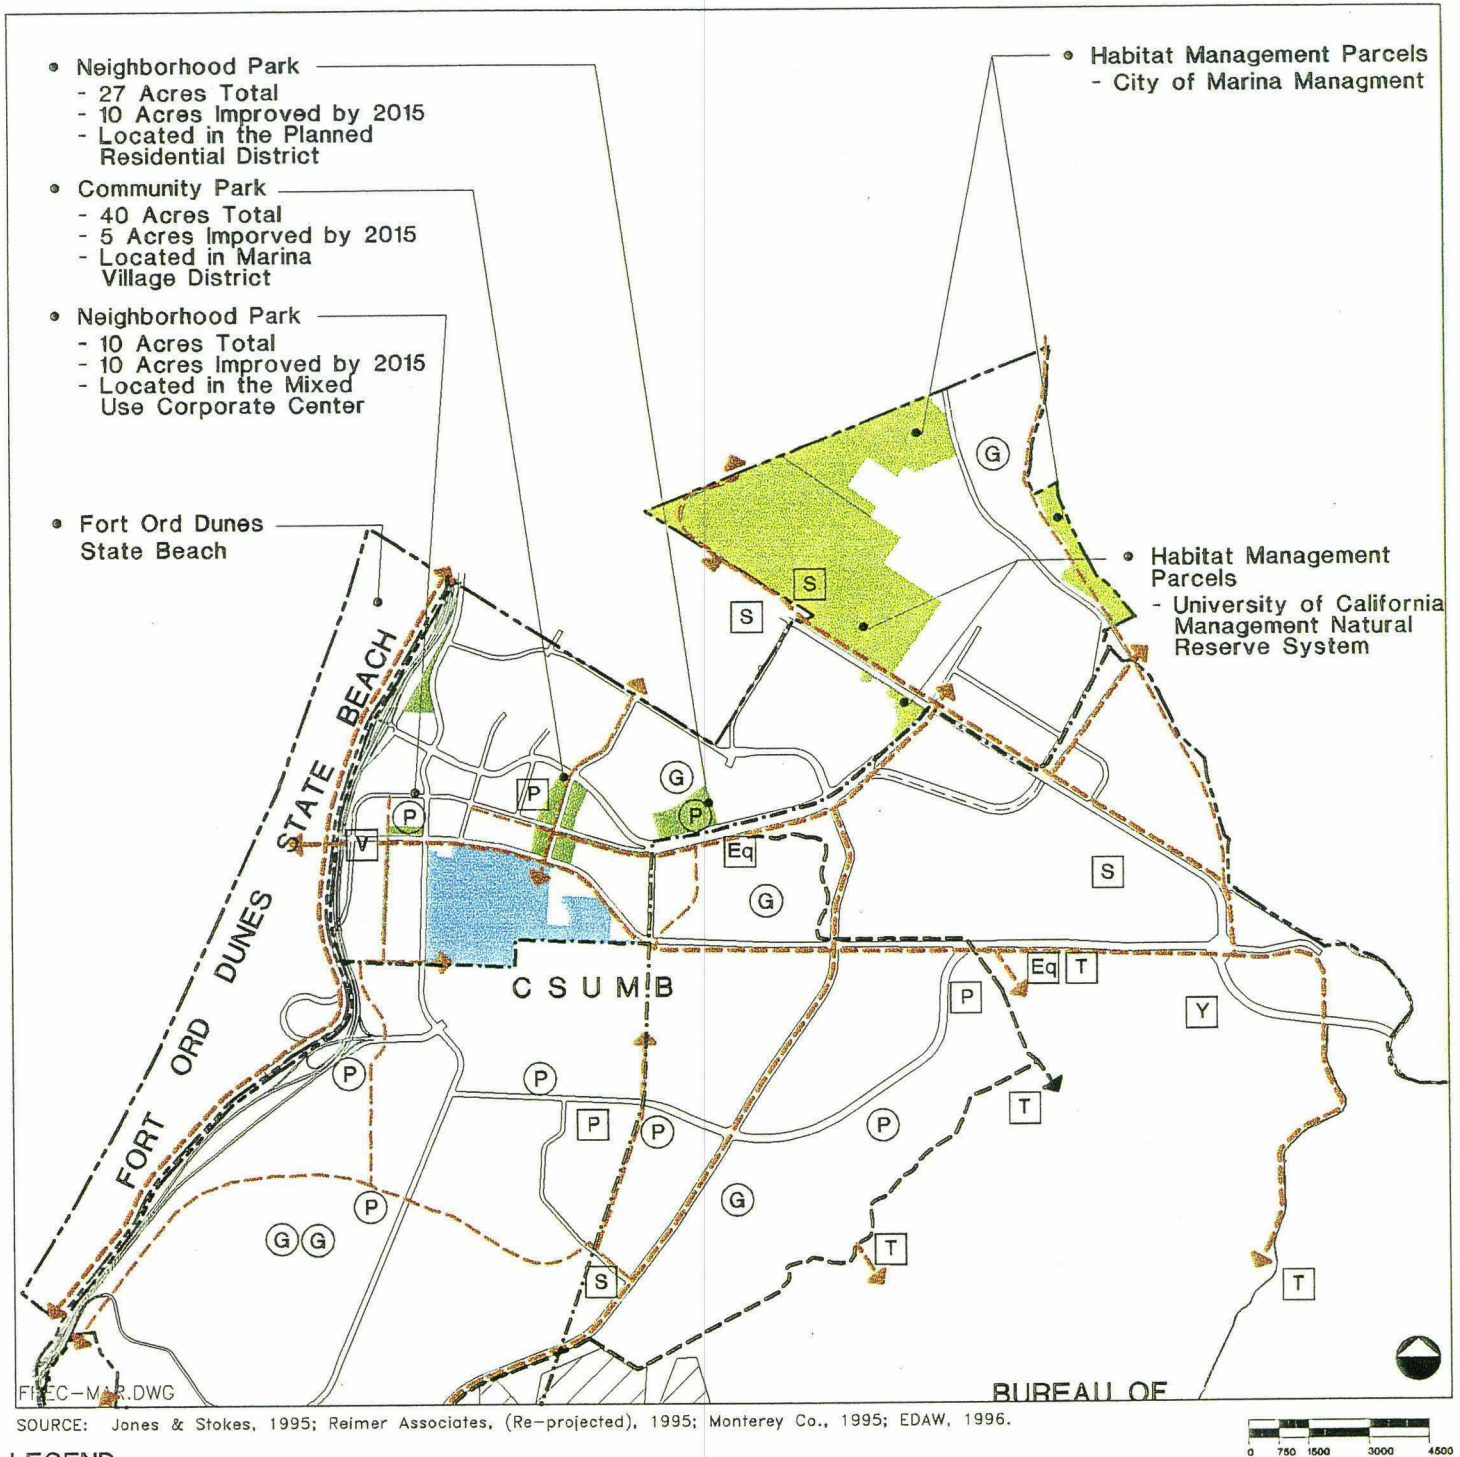 • Neighborhood Park
- 27 Acres Total
- 10 Acres Improved by 2015
- Located in the Planned
Residential District
• Community Park
- 40 Acres Total
- 5 Acres Imporved by 2015
- Located in Marina
Village District
• Neighborhood Park
- 10 Acres Total
- 10 Acres Improved by 2015
- Located in the Mixed
Use Corporate Center
• Fort Ord Dunes
State Beach
• Habitat Management Parcels
- City of Marina Managment
• Habitat Management
Parcels
- University of California
Management Natural
Reserve System
FORT ORD DUNES STATE BEACH
G
S
S
G
P
P
P
V
Eq
G
S
CSUMB
Eq T
P
Y
P
P
P
P
P
T
P
G
G G
T
S
T
BUREAU OF
SOURCE: Jones & Stokes, 1995; Reimer Associates, (Re-projected), 1995; Monterey Co., 1995; EDAW, 1996.
0 750 1500 3000 4500
LEGEND